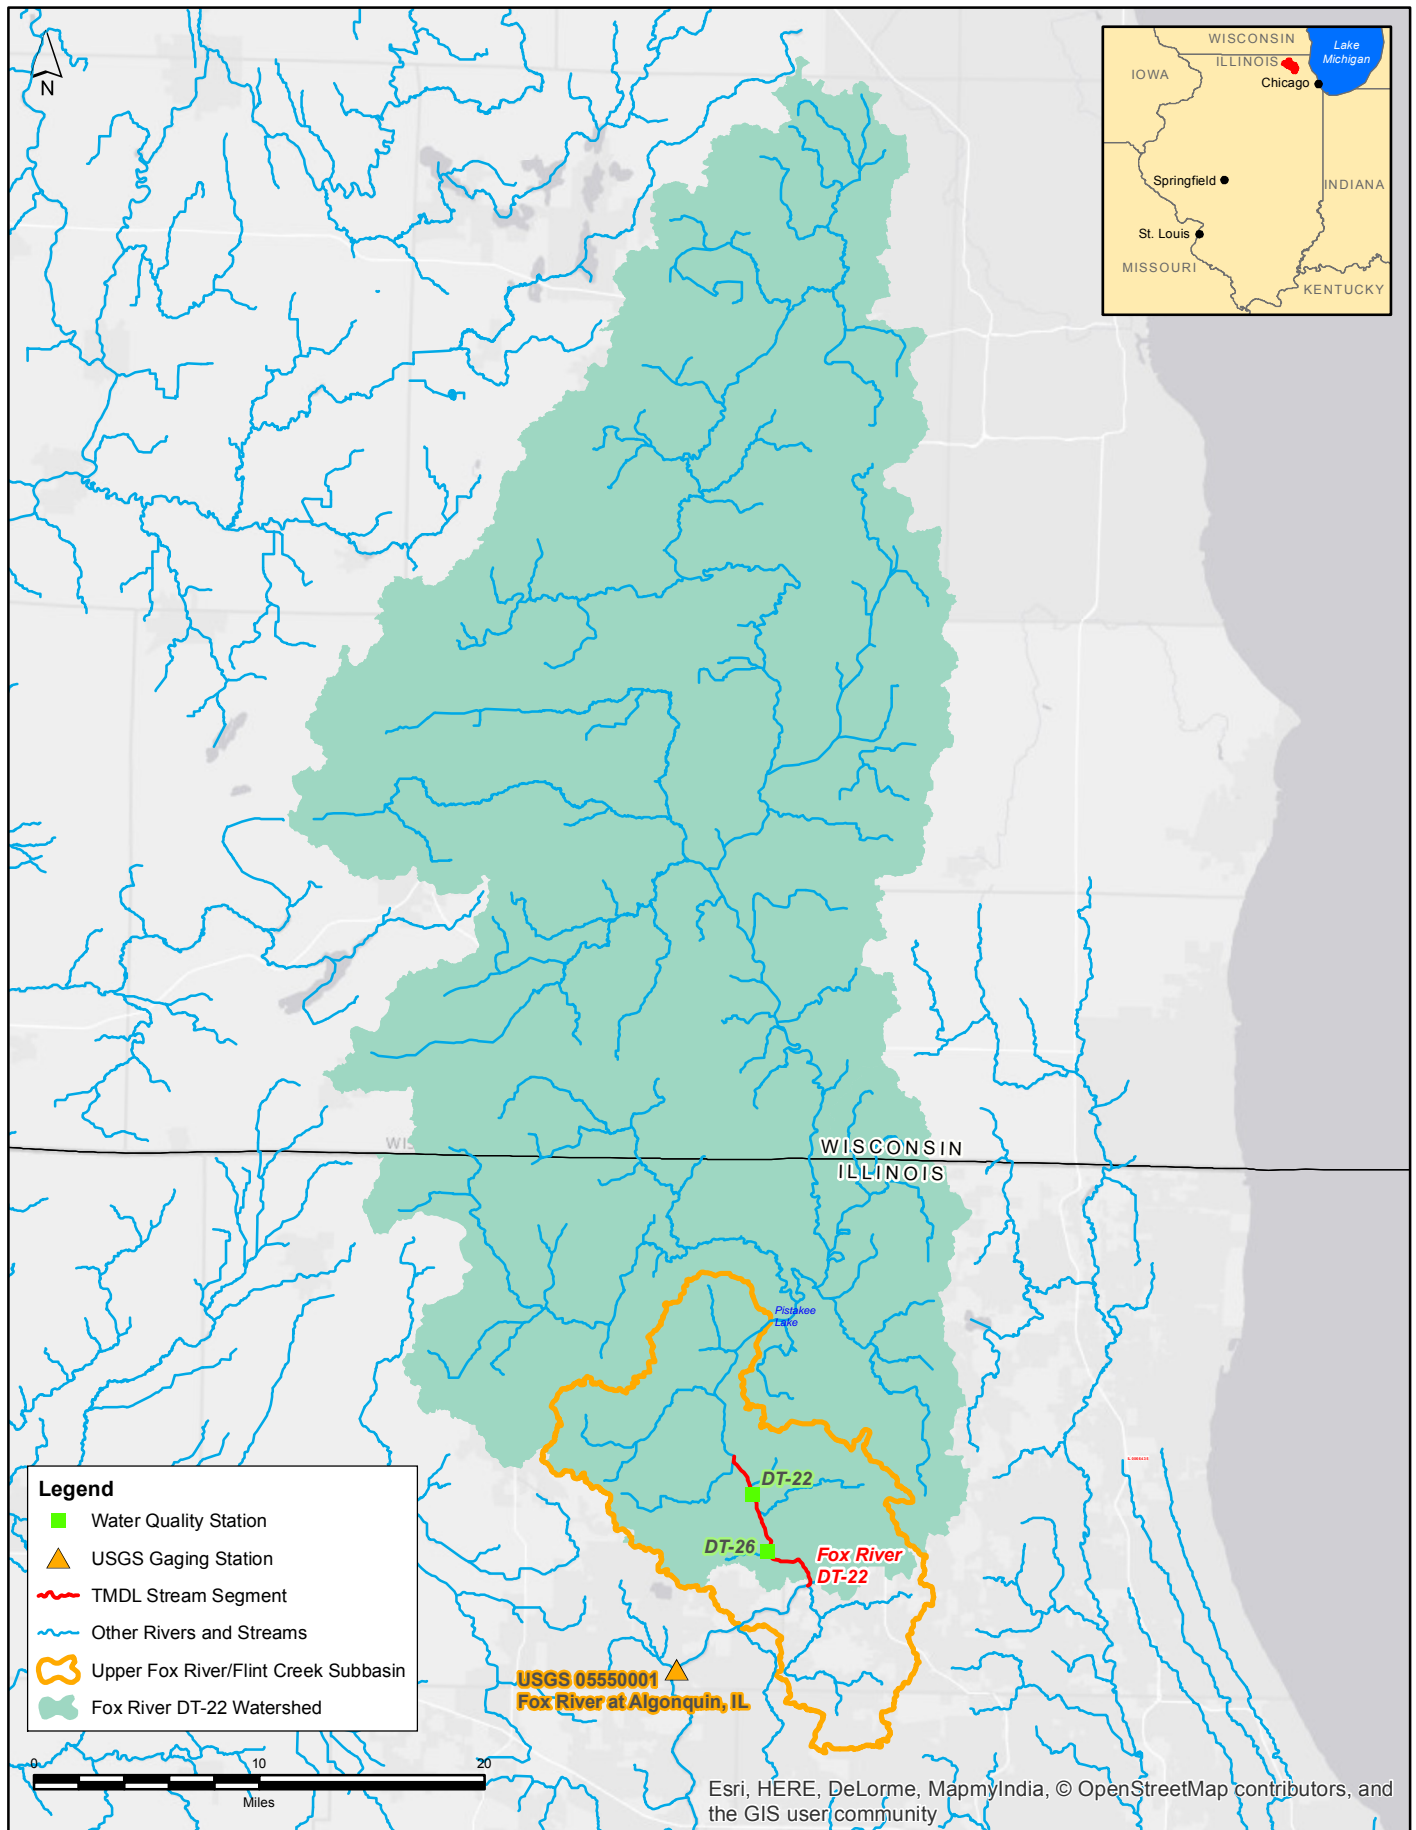 N
WISCONSIN
ILLINOIS
IOWA
Lake
Michigan
Chicago
Springfield
INDIANA
St. Louis
MISSOURI
KENTUCKY
WIS
WISCONSIN
ILLINOIS
Pistakee
Lake
DT-22
DT-26
Fox River
DT-22
USGS 05550001
Fox River at Algonquin, IL
Legend
Water Quality Station
USGS Gaging Station
TMDL Stream Segment
Other Rivers and Streams
Upper Fox River/Flint Creek Subbasin
Fox River DT-22 Watershed
0 10 20
Miles
Esri, HERE, DeLorme, MapmyIndia, © OpenStreetMap contributors, and
the GIS user community